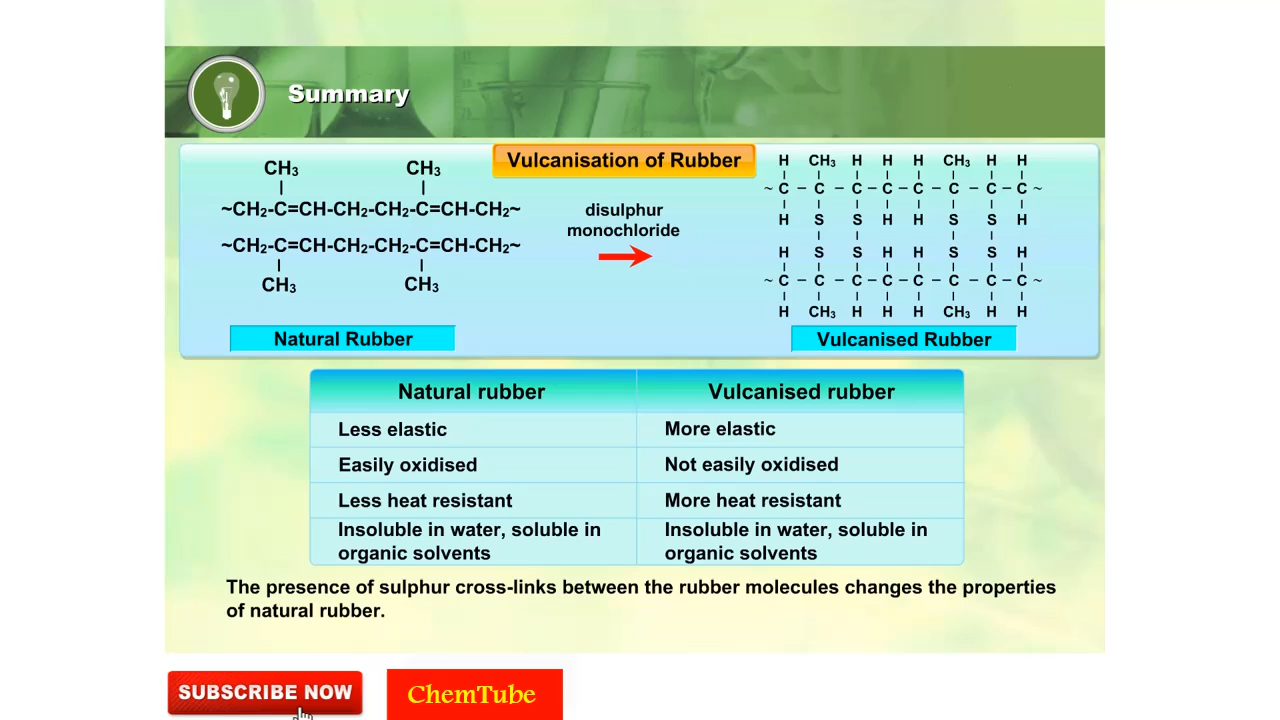 Summary
Vulcanisation of Rubber
CH₃ CH₃
~CH₂-C=CH-CH₂-CH₂-C=CH-CH₂~
~CH₂-C=CH-CH₂-CH₂-C=CH-CH₂~
CH₃ CH₃
Natural Rubber
disulphur
monochloride
H CH₃ H H H CH₃ H H
~ C – C – C – C – C – C – C – C ~
H S S H H S S H
H S S H H S S H
~ C – C – C – C – C – C – C – C ~
H CH₃ H H H CH₃ H H
Vulcanised Rubber
Natural rubber Vulcanised rubber
Less elastic More elastic
Easily oxidised Not easily oxidised
Less heat resistant More heat resistant
Insoluble in water, soluble in Insoluble in water, soluble in
organic solvents organic solvents
The presence of sulphur cross-links between the rubber molecules changes the properties
of natural rubber.
SUBSCRIBE NOW
ChemTube